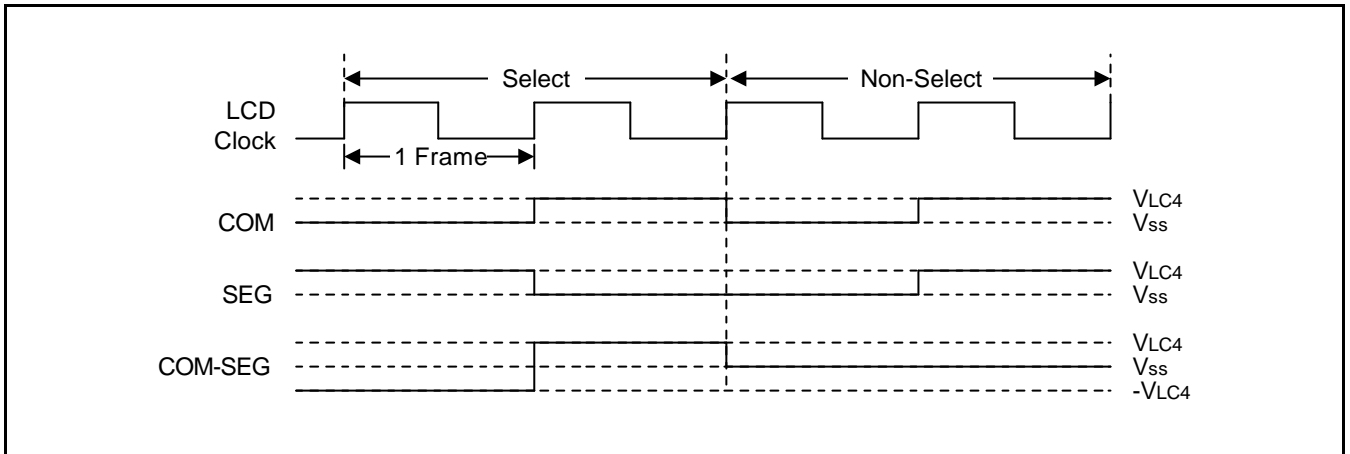 Select
Non-Select
LCD
Clock
1 Frame
COM
VLC4
Vss
SEG
VLC4
Vss
COM-SEG
VLC4
Vss
-VLC4